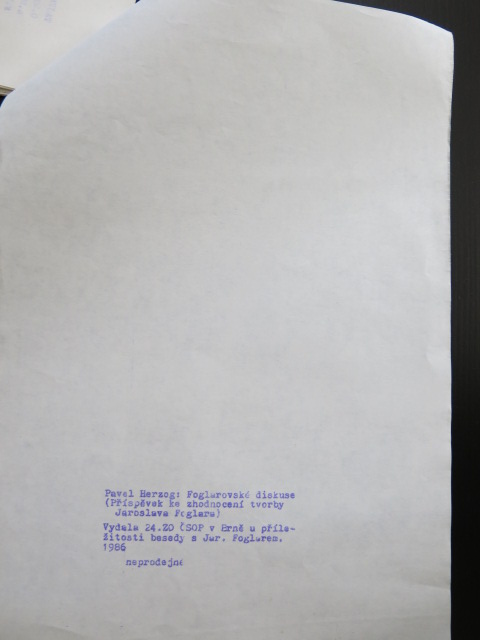 Pavel Herzog: Foglarovské diskuse
(Příspěvek ke zhodnocení tvorby
Jaroslava Foglara)
Vydala 24.ZO ČSOP v Brně u příle-
žitosti besedy s Jar. Foglarem,
1986
neprodejné